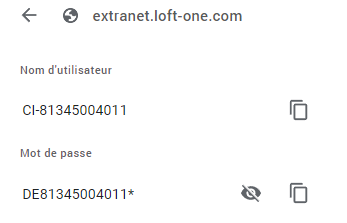 extranet.loft-one.com
Nom d'utilisateur
CI-81345004011
Mot de passe
DE81345004011*